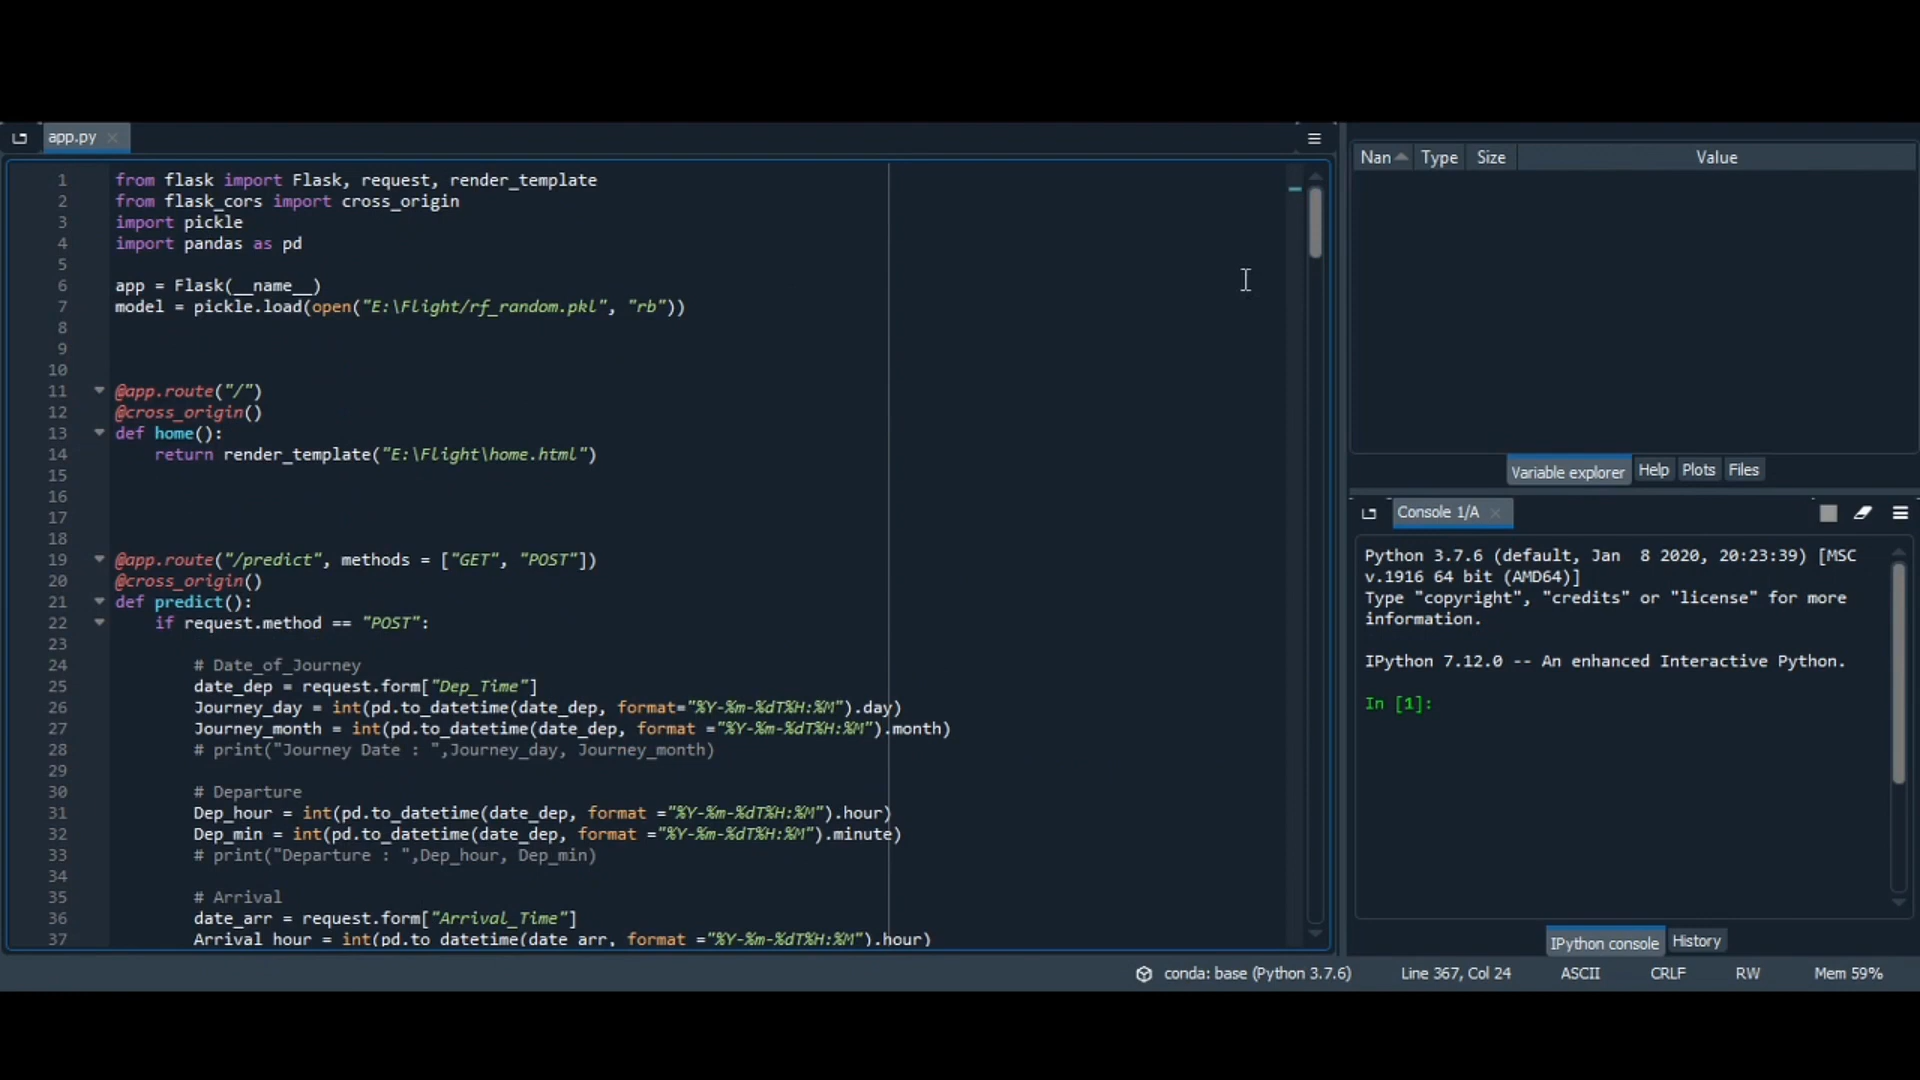 app.py
1 from flask import Flask, request, render_template
2 from flask_cors import cross_origin
3 import pickle
4 import pandas as pd
5
6 app = Flask(__name__)
7 model = pickle.load(open("E:\Flight/rf_random.pkl", "rb"))
8
9
10
11 @app.route("/")
12 @cross_origin()
13 def home():
14     return render_template("E:\Flight\home.html")
15
16
17
18
19 @app.route("/predict", methods = ["GET", "POST"])
20 @cross_origin()
21 def predict():
22     if request.method == "POST":
23
24         # Date_of_Journey
25         date_dep = request.form["Dep_Time"]
26         Journey_day = int(pd.to_datetime(date_dep, format="%Y-%m-%dT%H:%M").day)
27         Journey_month = int(pd.to_datetime(date_dep, format ="%Y-%m-%dT%H:%M").month)
28         # print("Journey Date : ",Journey_day, Journey_month)
29
30         # Departure
31         Dep_hour = int(pd.to_datetime(date_dep, format ="%Y-%m-%dT%H:%M").hour)
32         Dep_min = int(pd.to_datetime(date_dep, format ="%Y-%m-%dT%H:%M").minute)
33         # print("Departure : ",Dep_hour, Dep_min)
34
35         # Arrival
36         date_arr = request.form["Arrival_Time"]
37         Arrival_hour = int(pd.to_datetime(date_arr, format ="%Y-%m-%dT%H:%M").hour)
Nan Type Size Value
Variable explorer Help Plots Files
Console 1/A
Python 3.7.6 (default, Jan  8 2020, 20:23:39) [MSC
v.1916 64 bit (AMD64)]
Type "copyright", "credits" or "license" for more
information.
IPython 7.12.0 -- An enhanced Interactive Python.
In [1]:
IPython console History
conda: base (Python 3.7.6) Line 367, Col 24 ASCII CRLF RW Mem 59%